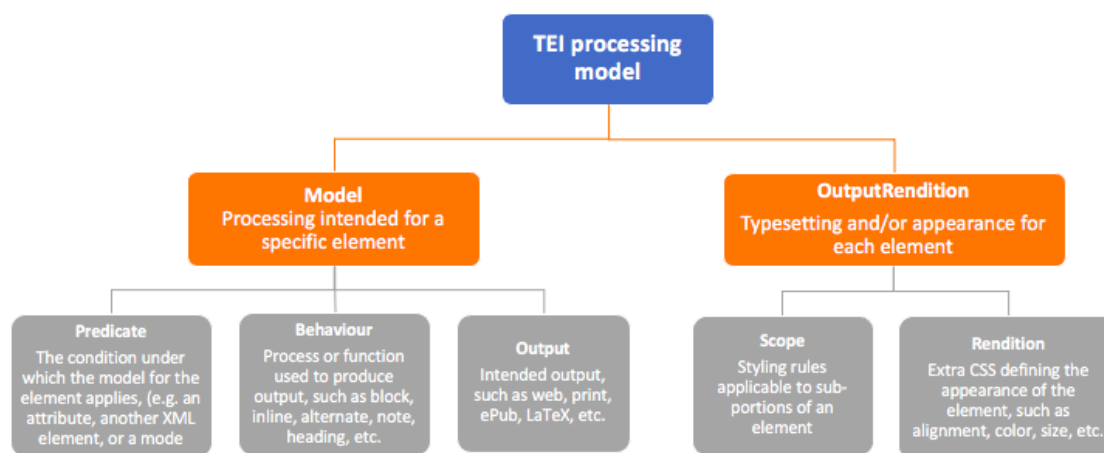 TEI processing
model
Model
Processing intended for a
specific element
OutputRendition
Typesetting and/or appearance for
each element
Predicate
The condition under
which the model for the
element applies, (e.g. an
attribute, another XML
element, or a mode
Behaviour
Process or function
used to produce
output, such as block,
inline, alternate, note,
heading, etc.
Output
Intended output,
such as web, print,
ePub, LaTeX, etc.
Scope
Styling rules
applicable to sub-
portions of an
element
Rendition
Extra CSS defining the
appearance of the
element, such as
alignment, color, size, etc.